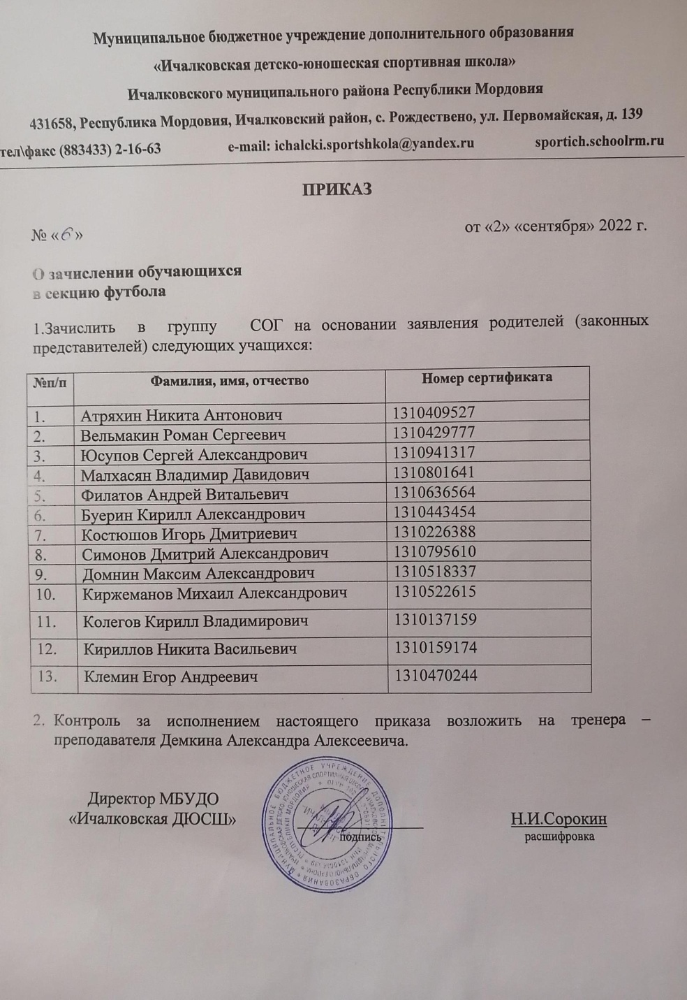 Муниципальное бюджетное учреждение дополнительного образования
«Ичалковская детско-юношеская спортивная школа»
Ичалковского муниципального района Республики Мордовия
431658, Республика Мордовия, Ичалковский район, с. Рождествено, ул. Первомайская, д. 139
тел\факс (883433) 2-16-63 e-mail: ichalcki.sportshkola@yandex.ru sportich.schoolrm.ru
ПРИКАЗ
№ «6» от «2» «сентября» 2022 г.
О зачислении обучающихся
в секцию футбола
1.Зачислить в группу СОГ на основании заявления родителей (законных
представителей) следующих учащихся:
№п/п Фамилия, имя, отчество Номер сертификата
1. Атряхин Никита Антонович 1310409527
2. Вельмакин Роман Сергеевич 1310429777
3. Юсупов Сергей Александрович 1310941317
4. Малхасян Владимир Давидович 1310801641
5. Филатов Андрей Витальевич 1310636564
6. Буерин Кирилл Александрович 1310443454
7. Костюшов Игорь Дмитриевич 1310226388
8. Симонов Дмитрий Александрович 1310795610
9. Домнин Максим Александрович 1310518337
10. Киржеманов Михаил Александрович 1310522615
11. Колегов Кирилл Владимирович 1310137159
12. Кириллов Никита Васильевич 1310159174
13. Клемин Егор Андреевич 1310470244
2. Контроль за исполнением настоящего приказа возложить на тренера –
преподавателя Демкина Александра Алексеевича.
Директор МБУДО
«Ичалковская ДЮСШ» Н.И.Сорокин
подпись расшифровка
МУНИЦИПАЛЬНОЕ БЮДЖЕТНОЕ УЧРЕЖДЕНИЕ ДОПОЛНИТЕЛЬНОГО ОБРАЗОВАНИЯ